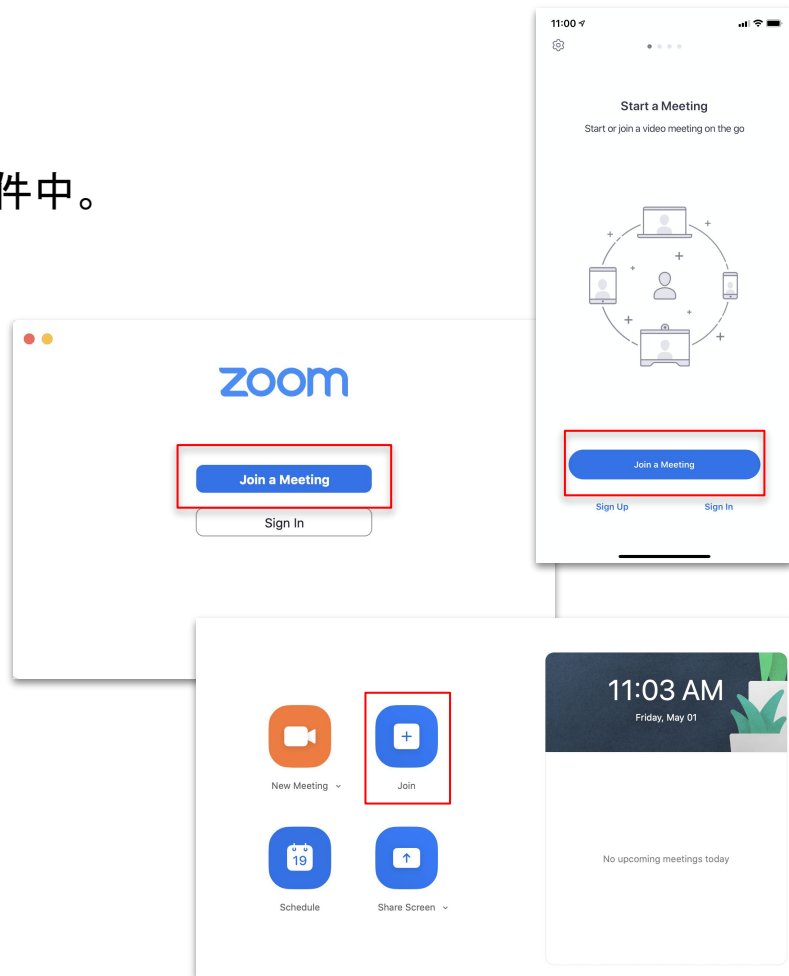 11:00
Start a Meeting
Start or join a video meeting on the go
件中。
zoom
Join a Meeting
Sign In
Join a Meeting
Sign Up
Sign In
11:03 AM
Friday, May 01
New Meeting
Join
19
Schedule
Share Screen
No upcoming meetings today